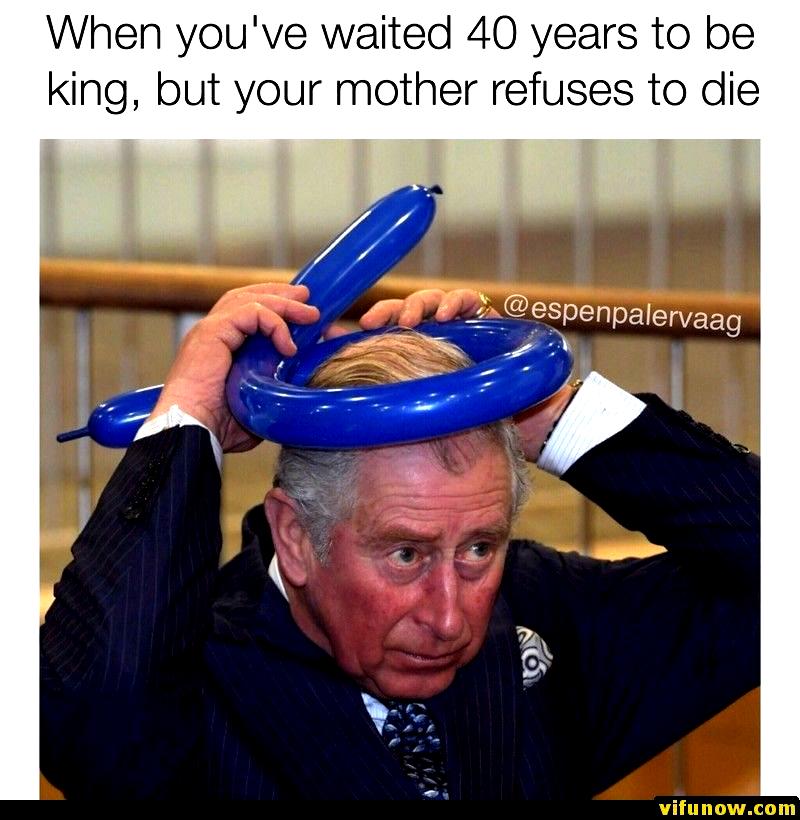 When you've waited 40 years to be
king, but your mother refuses to die
@espenpalervaag
vifunow.com